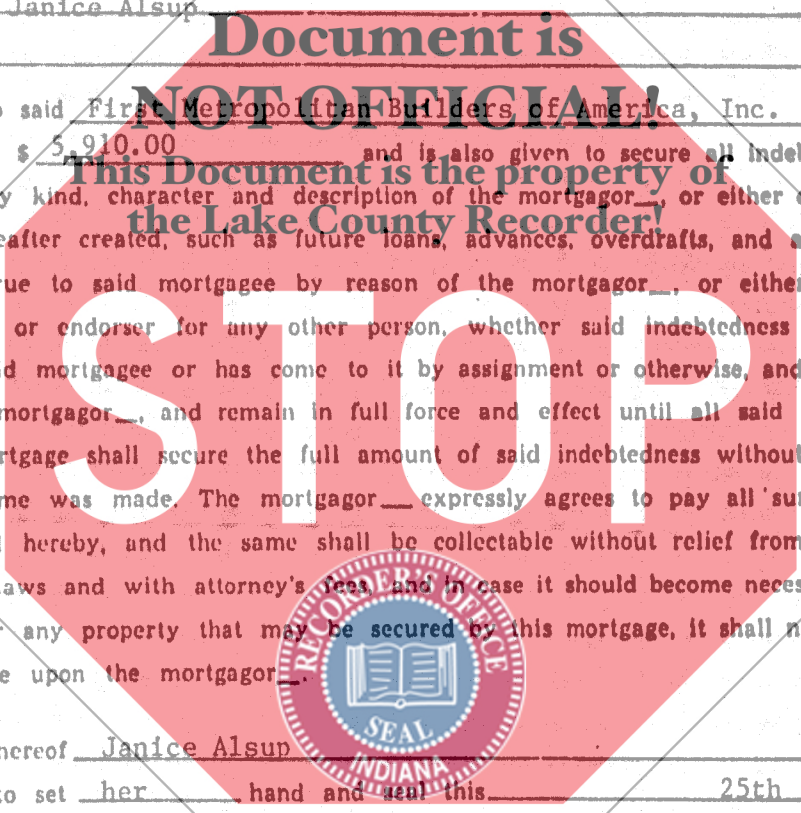 Janice Alsup
Document is
NOT OFFICIAL!
said First Metropolitan Builders of America, Inc.
$ 5,910.00 and is also given to secure all indeb
This Document is the property of
y kind, character and description of the mortgagor__, or either
the Lake County Recorder!
eafter created, such as future loans, advances, overdrafts, and a
rue to said mortgagee by reason of the mortgagor__, or either
or endorser for any other person, whether said indebtedness
d mortgagee or has come to it by assignment or otherwise, and
mortgagor__, and remain in full force and effect until all said
rtgage shall secure the full amount of said indebtedness without
me was made. The mortgagor__ expressly agrees to pay all sum
hereby, and the same shall be collectable without relief from
aws and with attorney's fees, and in case it should become neces
r any property that may be secured by this mortgage, it shall n
e upon the mortgagor__.
STOP
RECORDER'S OFFICE
SEAL
INDIANA
hereof Janice Alsup
to set her hand and seal this 25th